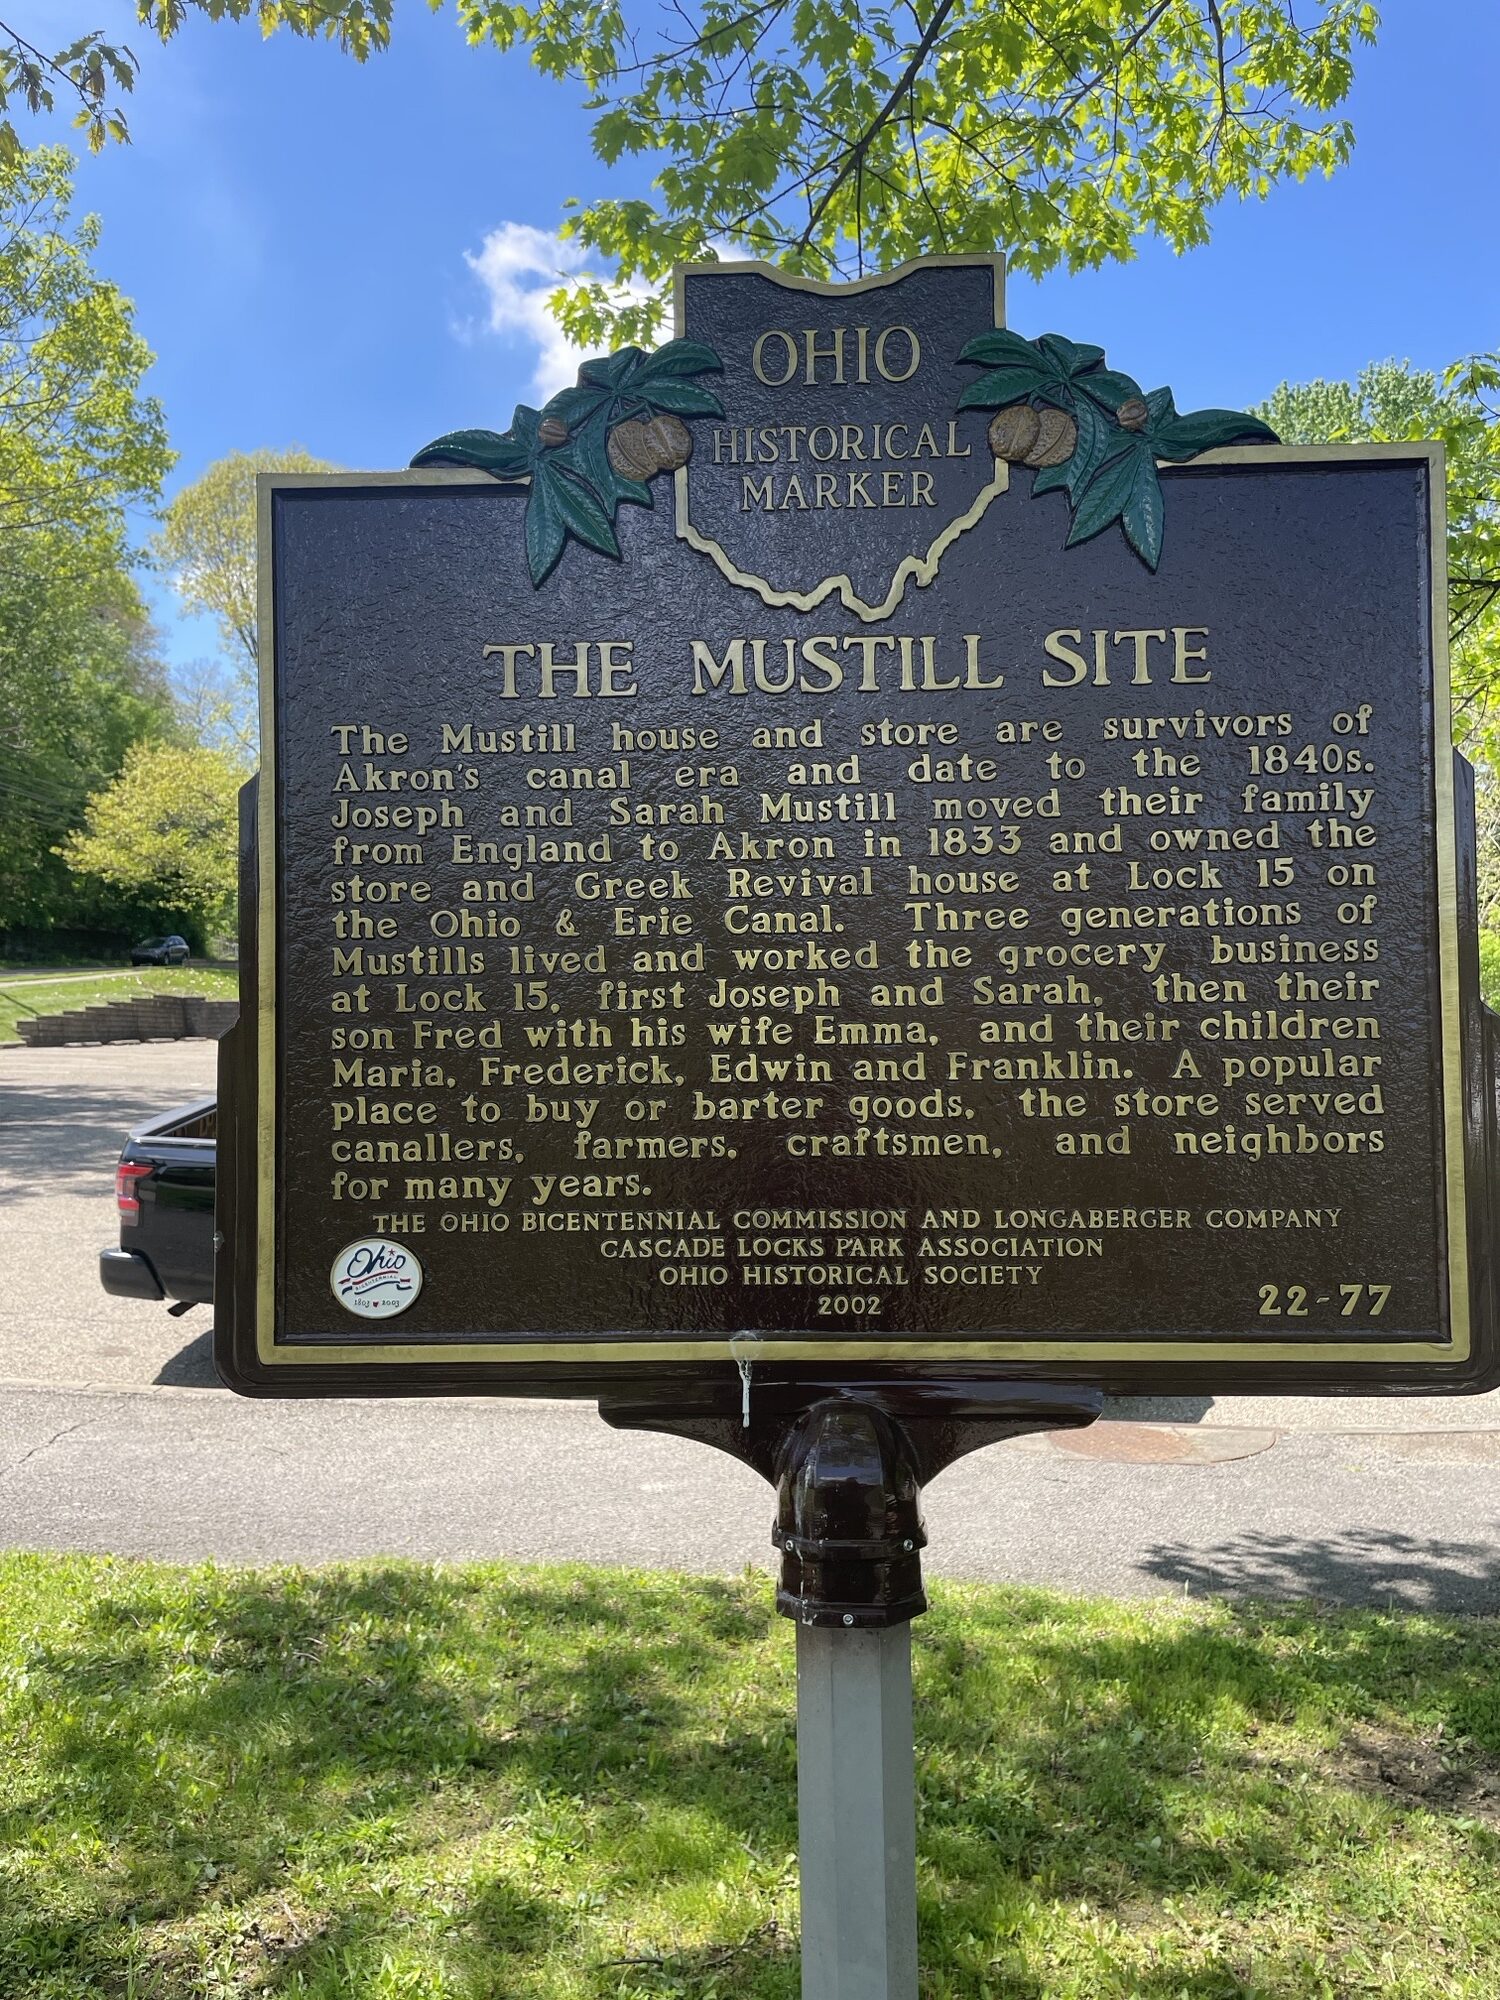 OHIO
HISTORICAL
MARKER
THE MUSTILL SITE
The Mustill house and store are survivors of
Akron's canal era and date to the 1840s.
Joseph and Sarah Mustill moved their family
from England to Akron in 1833 and owned the
store and Greek Revival house at Lock 15 on
the Ohio & Erie Canal. Three generations of
Mustills lived and worked the grocery business
at Lock 15, first Joseph and Sarah, then their
son Fred with his wife Emma, and their children
Maria, Frederick, Edwin and Franklin. A popular
place to buy or barter goods, the store served
canallers, farmers, craftsmen, and neighbors
for many years.
THE OHIO BICENTENNIAL COMMISSION AND LONGABERGER COMPANY
CASCADE LOCKS PARK ASSOCIATION
OHIO HISTORICAL SOCIETY
2002
22-77
Ohio
BICENTENNIAL
1803 2003